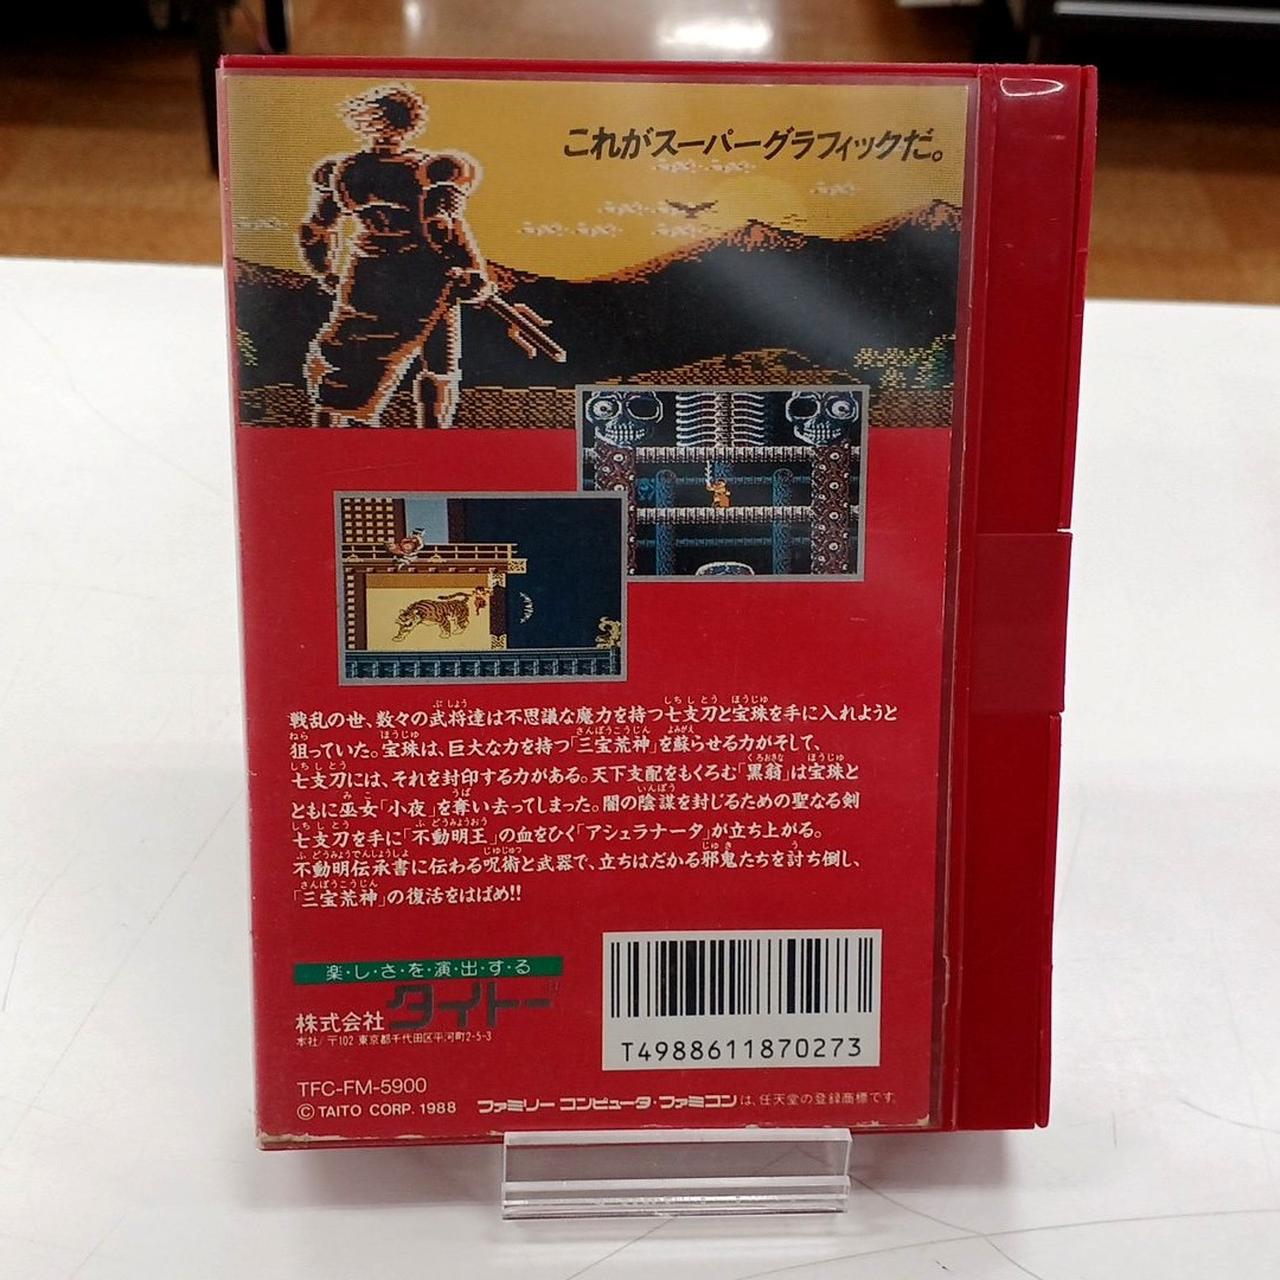 これがスーパーグラフィックだ。
戦乱の世、数々の武将達は不思議な魔力を持つ七支刀と宝珠を手に入れようと
狙っていた。宝珠は、巨大な力を持つ「三宝荒神」を蘇らせる力がそして、
七支刀には、それを封印する力がある。天下支配をもくろむ「黒翁」は宝珠と
ともに巫女「小夜」を奪い去ってしまった。闇の陰謀を封じるための聖なる剣
七支刀を手に「不動明王」の血をひく「アシュラナータ」が立ち上がる。
不動明伝承書に伝わる呪術と武器で、立ちはだかる邪鬼たちを討ち倒し、
「三宝荒神」の復活をはばめ!!
楽・し・さ・を・演・出・す・る
株式会社タイトー
本社/〒102 東京都千代田区平河町2-5-3
T4988611870273
TFC-FM-5900
©TAITO CORP. 1988 ファミリーコンピュータ・ファミコンは、任天堂の登録商標です。